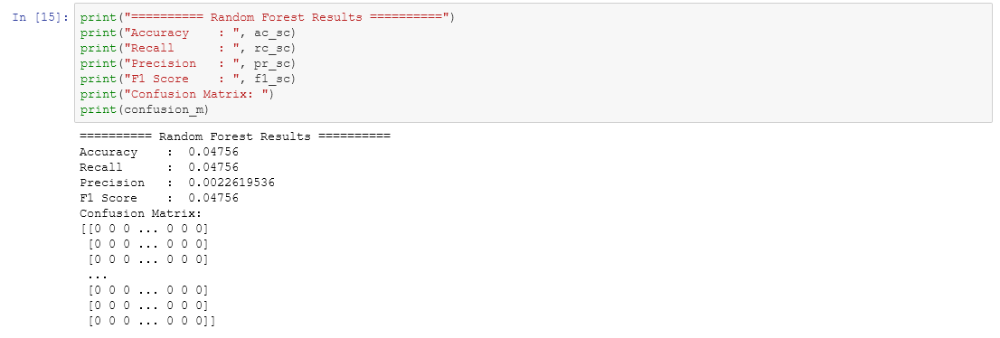 In [15]: print("========== Random Forest Results ==========")
print("Accuracy    : ", ac_sc)
print("Recall      : ", rc_sc)
print("Precision   : ", pr_sc)
print("F1 Score    : ", f1_sc)
print("Confusion Matrix: ")
print(confusion_m)
========== Random Forest Results ==========
Accuracy    :  0.04756
Recall      :  0.04756
Precision   :  0.0022619536
F1 Score    :  0.04756
Confusion Matrix:
[[0 0 0 ... 0 0 0]
 [0 0 0 ... 0 0 0]
 [0 0 0 ... 0 0 0]
 ...
 [0 0 0 ... 0 0 0]
 [0 0 0 ... 0 0 0]
 [0 0 0 ... 0 0 0]]